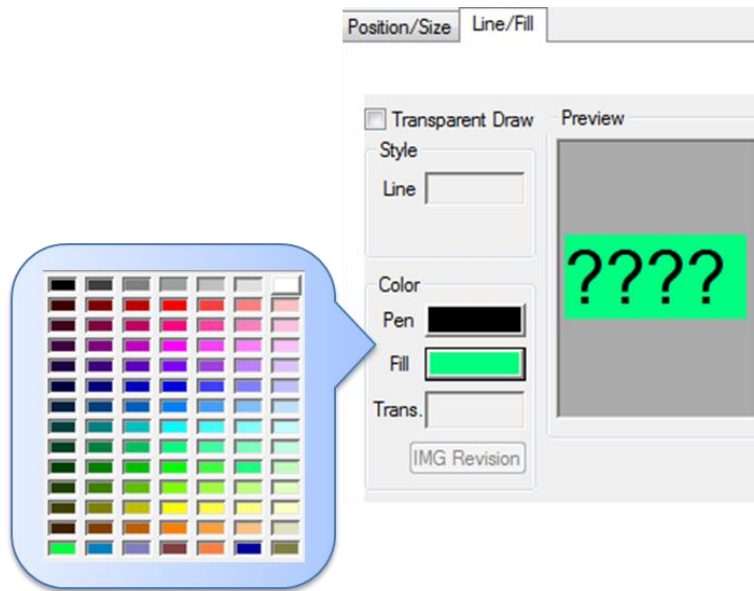 Position/Size Line/Fill
Transparent Draw Preview
Style
Line
????
Color
Pen
Fill
Trans.
IMG Revision